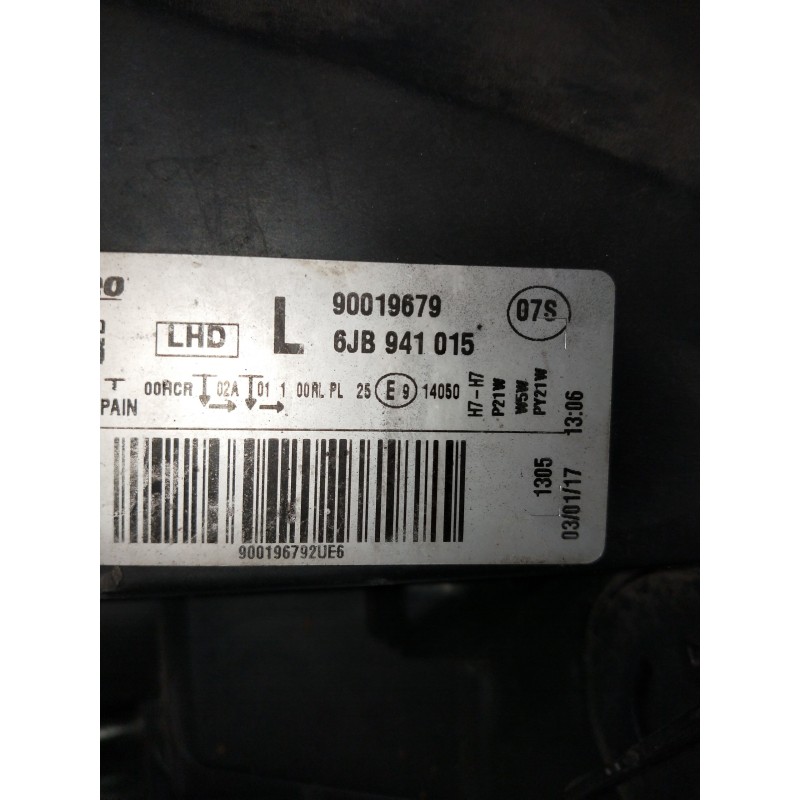 90019679
LHD L 6JB 941 015 07S
00RCR 02A 01 1 00RL PL 25 E9 14050
PAIN
H7-H7
P21W
W5W
PY21W
1305 13:06
03/01/17
900196792UE6